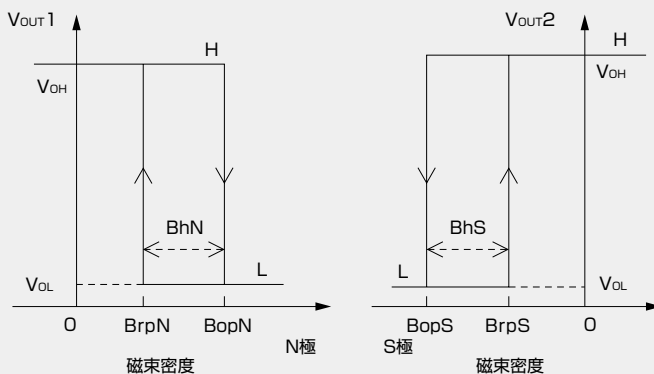 VOUT1
H
VOH
BhN
L
VOL
O
BrpN
BopN
N極
磁束密度
VOUT2
H
VOH
BhS
L
VOL
BopS
BrpS
O
S極
磁束密度